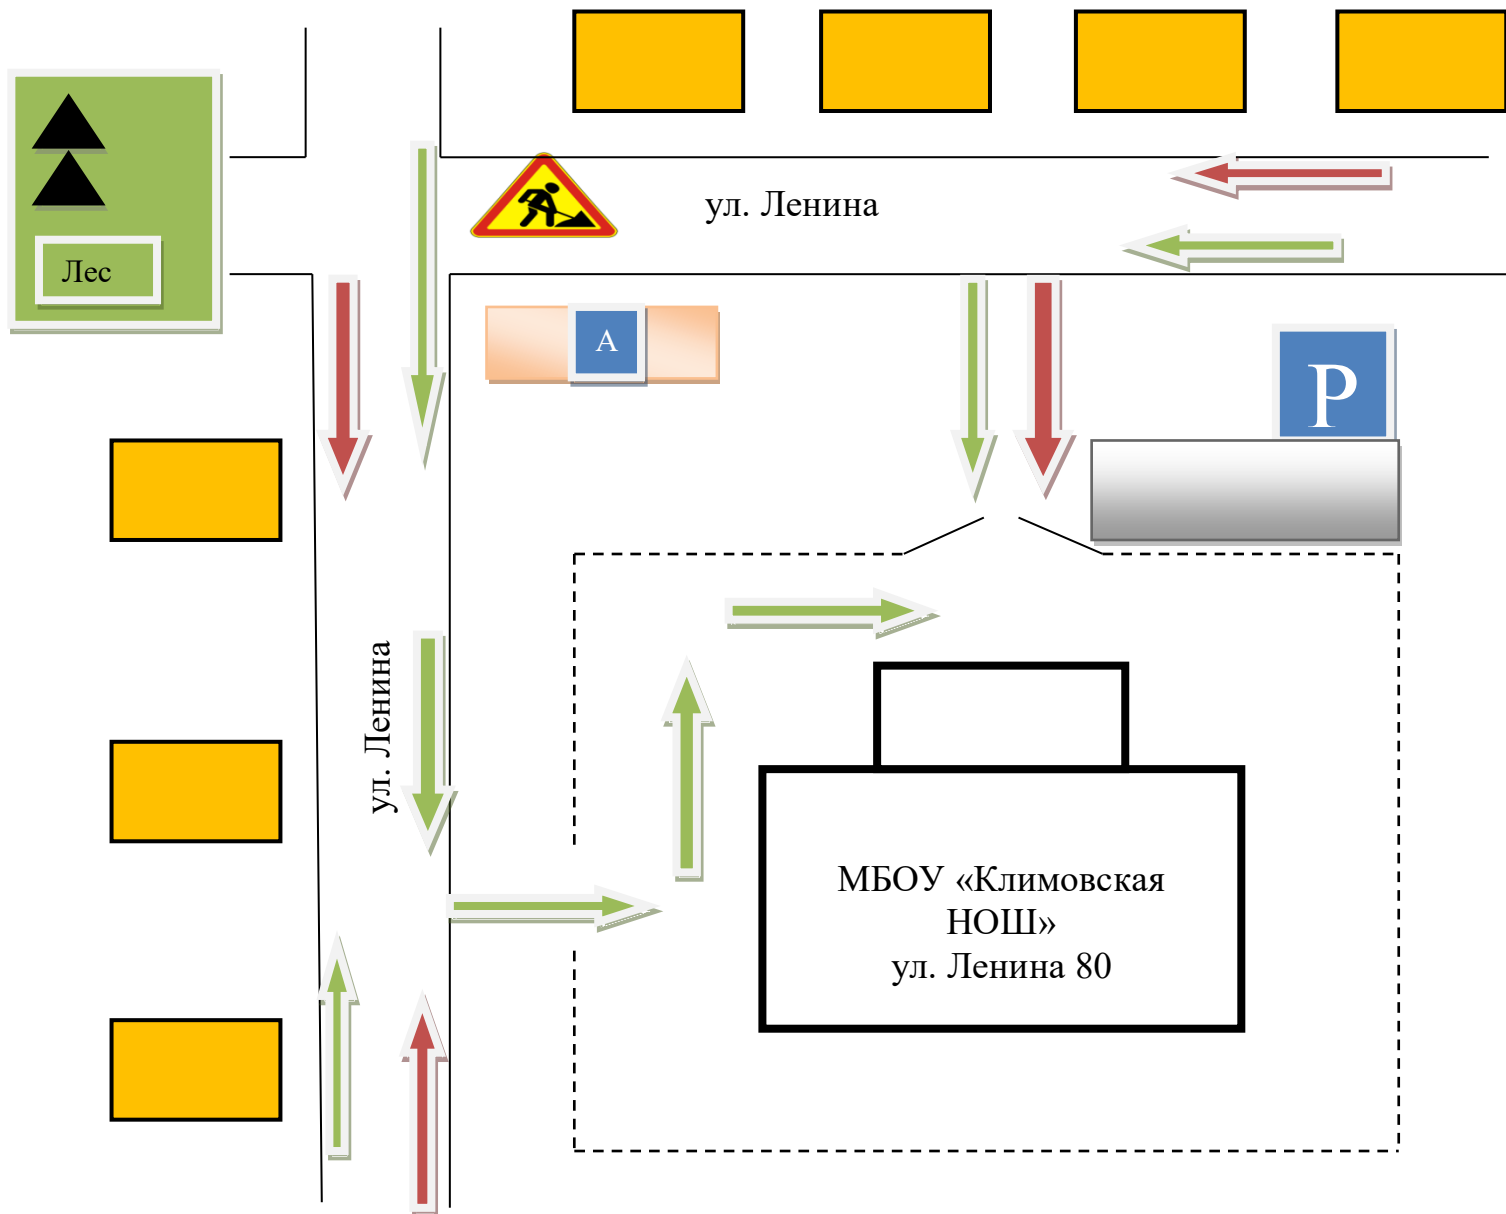 ул. Ленина
Лес
А
Р
ул. Ленина
МБОУ «Климовская
НОШ»
ул. Ленина 80